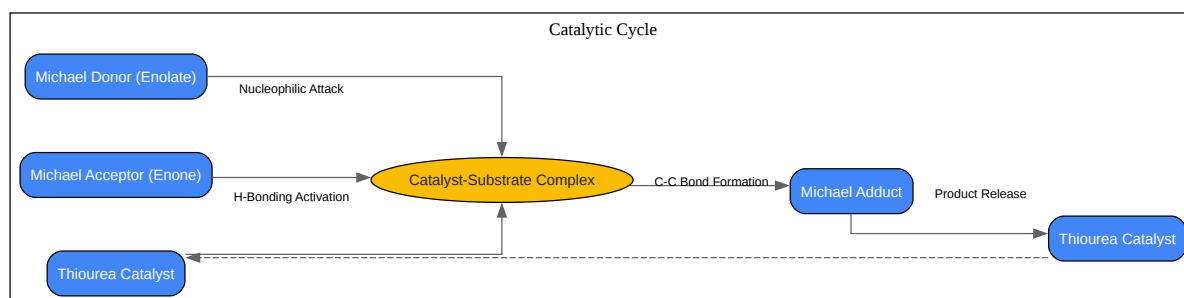 Catalytic Cycle
Michael Donor (Enolate)
Nucleophilic Attack
Michael Acceptor (Enone)
H-Bonding Activation
Catalyst-Substrate Complex
C-C Bond Formation
Michael Adduct
Product Release
Thiourea Catalyst
Thiourea Catalyst